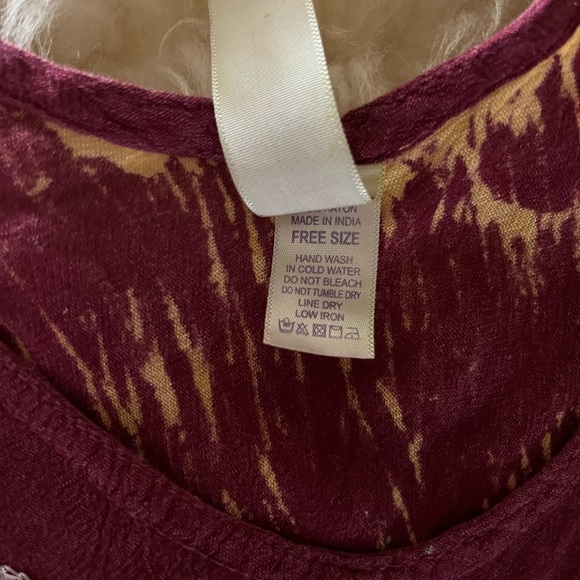 MADE IN INDIA
FREE SIZE
HAND WASH
IN COLD WATER
DO NOT BLEACH
DO NOT TUMBLE DRY
LINE DRY
LOW IRON